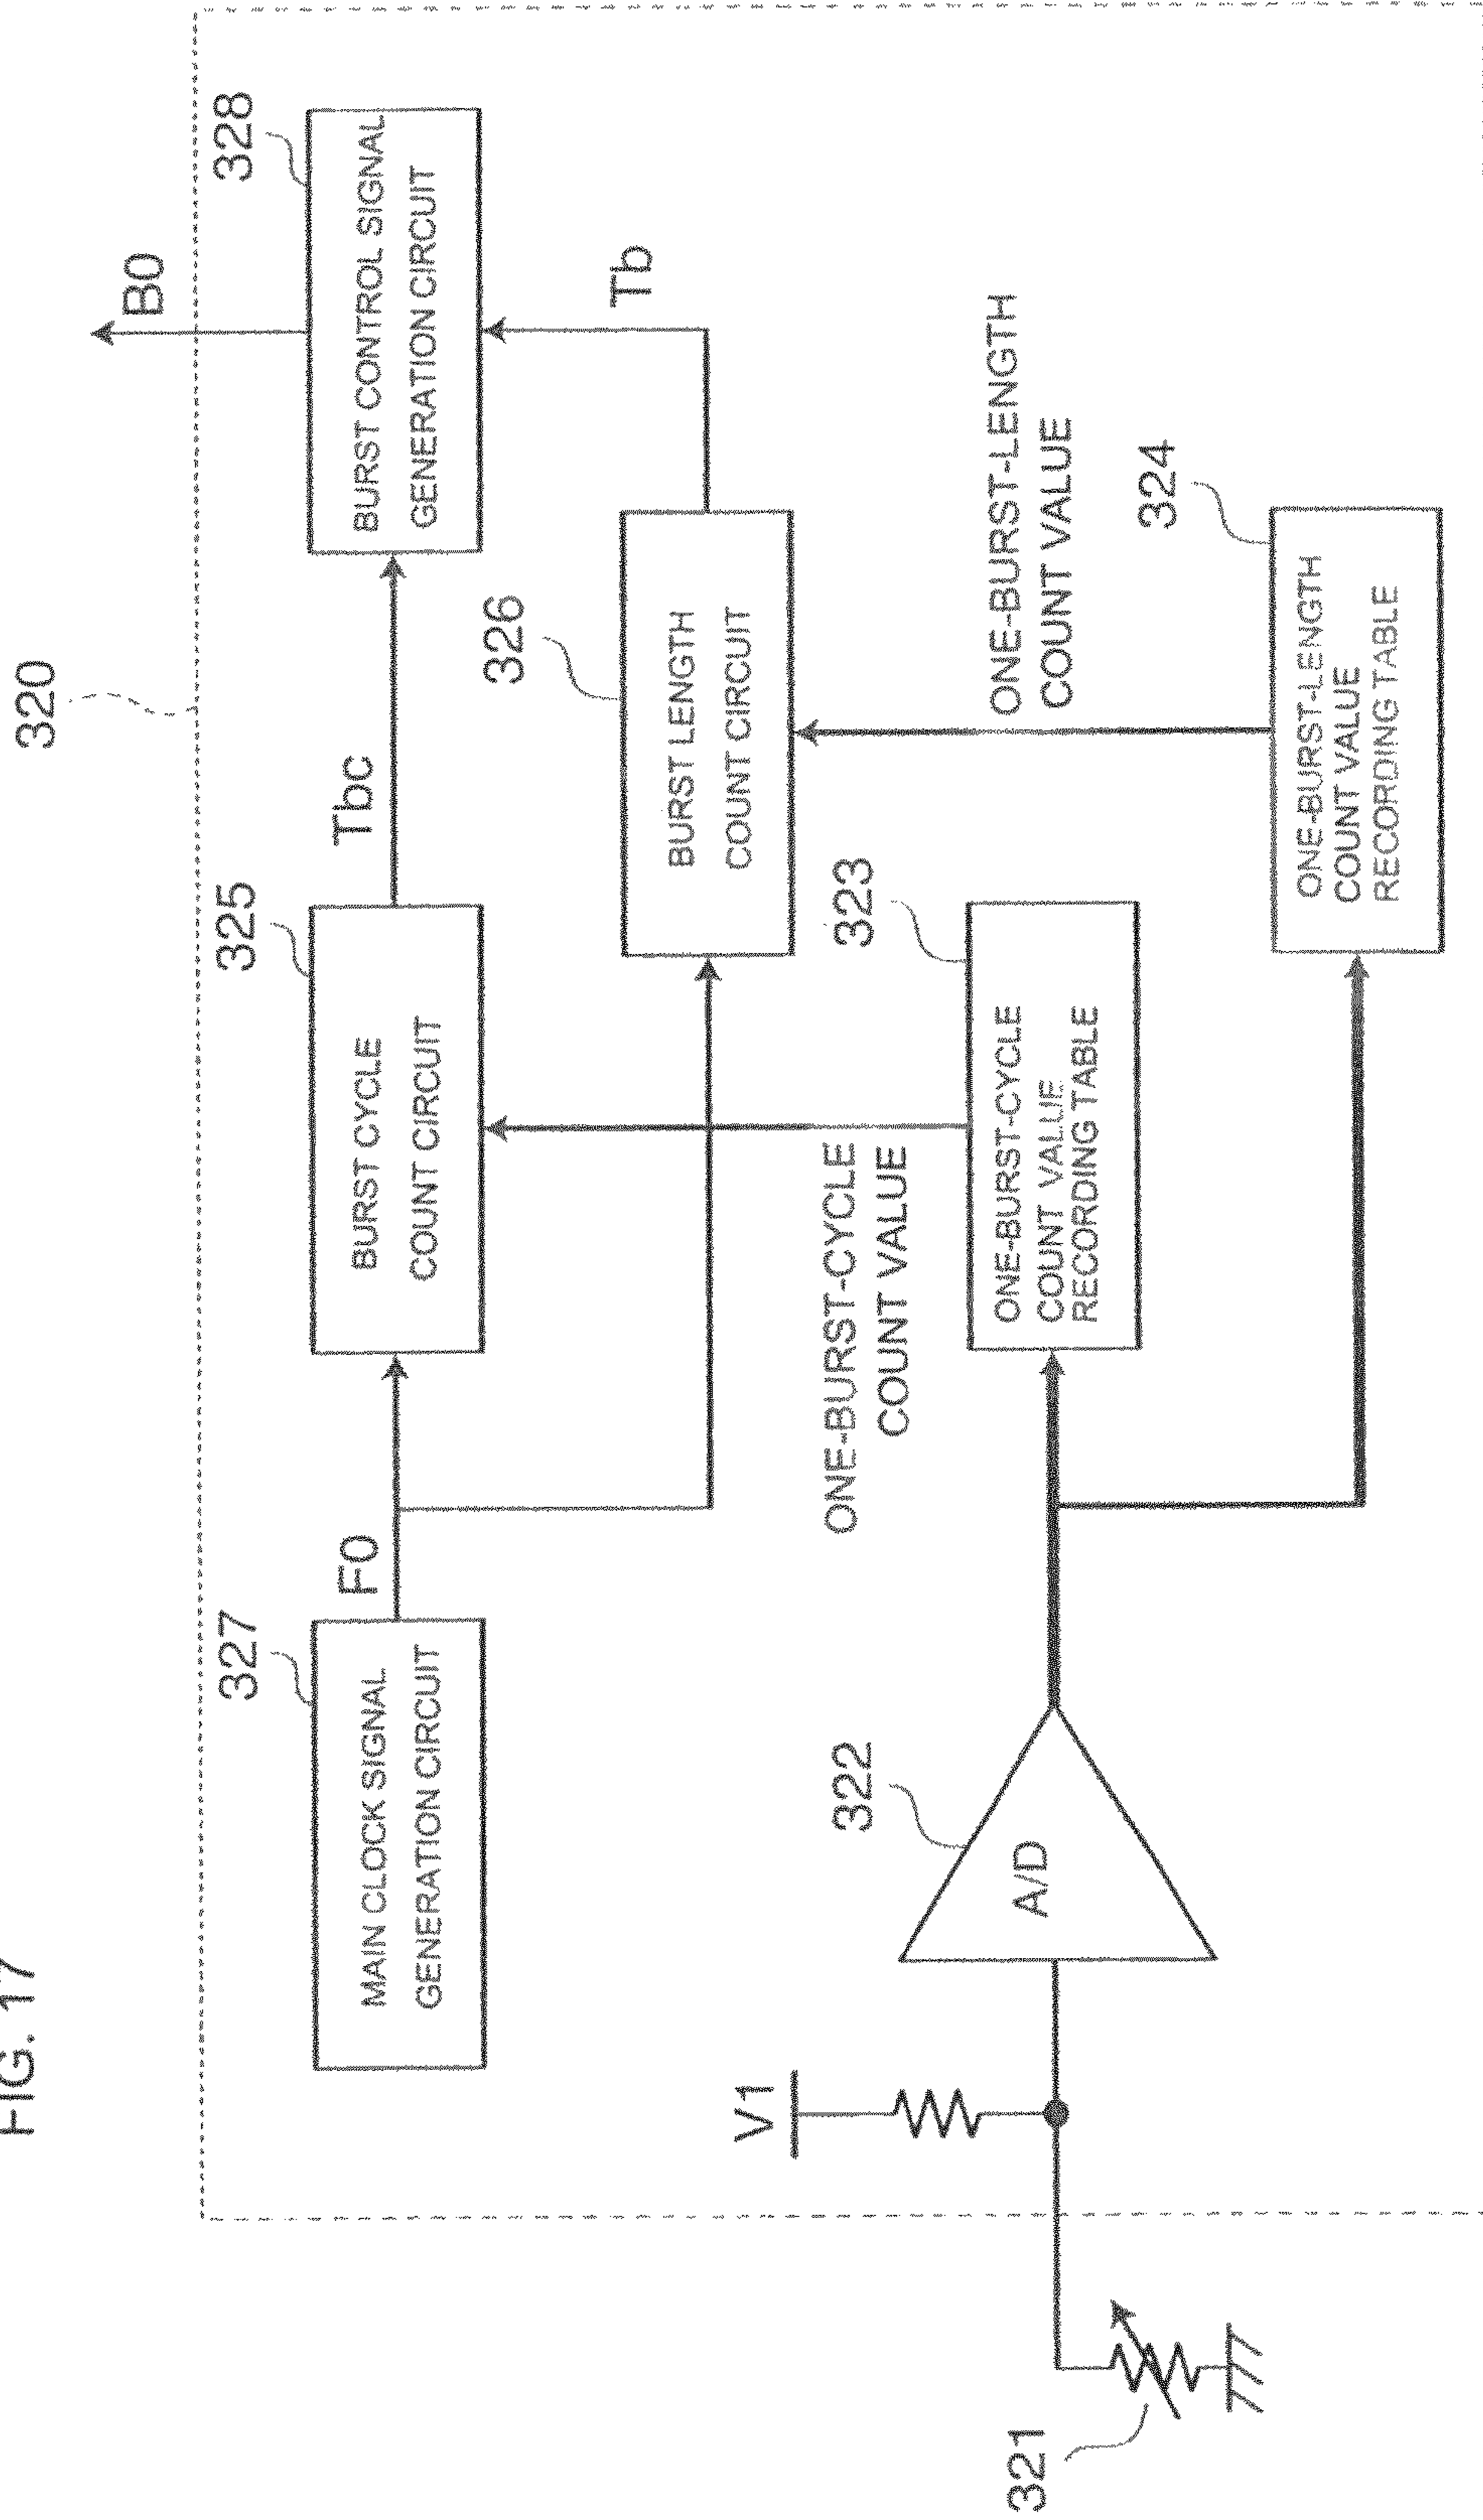 FIG. 17
320
327
MAIN CLOCK SIGNAL
GENERATION CIRCUIT
F0
325
BURST CYCLE
COUNT CIRCUIT
Tbc
328
BURST CONTROL SIGNAL
GENERATION CIRCUIT
B0
326
BURST LENGTH
COUNT CIRCUIT
Tb
V1
322
A/D
ONE-BURST-CYCLE
COUNT VALUE
323
ONE-BURST-CYCLE
COUNT VALUE
RECORDING TABLE
ONE-BURST-LENGTH
COUNT VALUE
324
ONE-BURST-LENGTH
COUNT VALUE
RECORDING TABLE
321